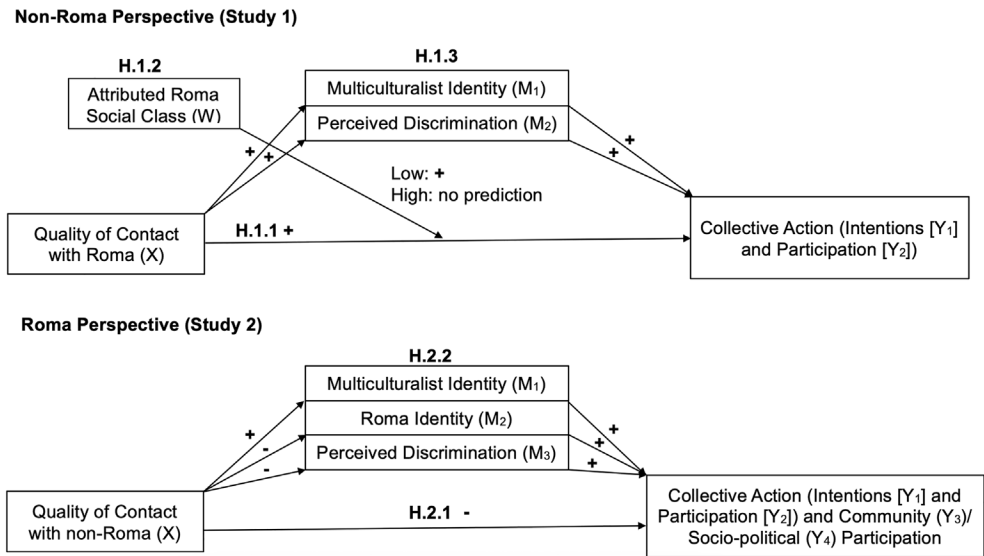 Non-Roma Perspective (Study 1)
H.1.2
H.1.3
Attributed Roma
Social Class (W)
Multiculturalist Identity (M₁)
Perceived Discrimination (M₂)
+ +
+
+
Low: +
High: no prediction
Quality of Contact
with Roma (X)
H.1.1 +
Collective Action (Intentions [Y₁]
and Participation [Y₂])
Roma Perspective (Study 2)
H.2.2
Multiculturalist Identity (M₁)
Roma Identity (M₂)
Perceived Discrimination (M₃)
+
-
-
+
+
+
Quality of Contact
with non-Roma (X)
H.2.1 -
Collective Action (Intentions [Y₁] and
Participation [Y₂]) and Community (Y₃)/
Socio-political (Y₄) Participation